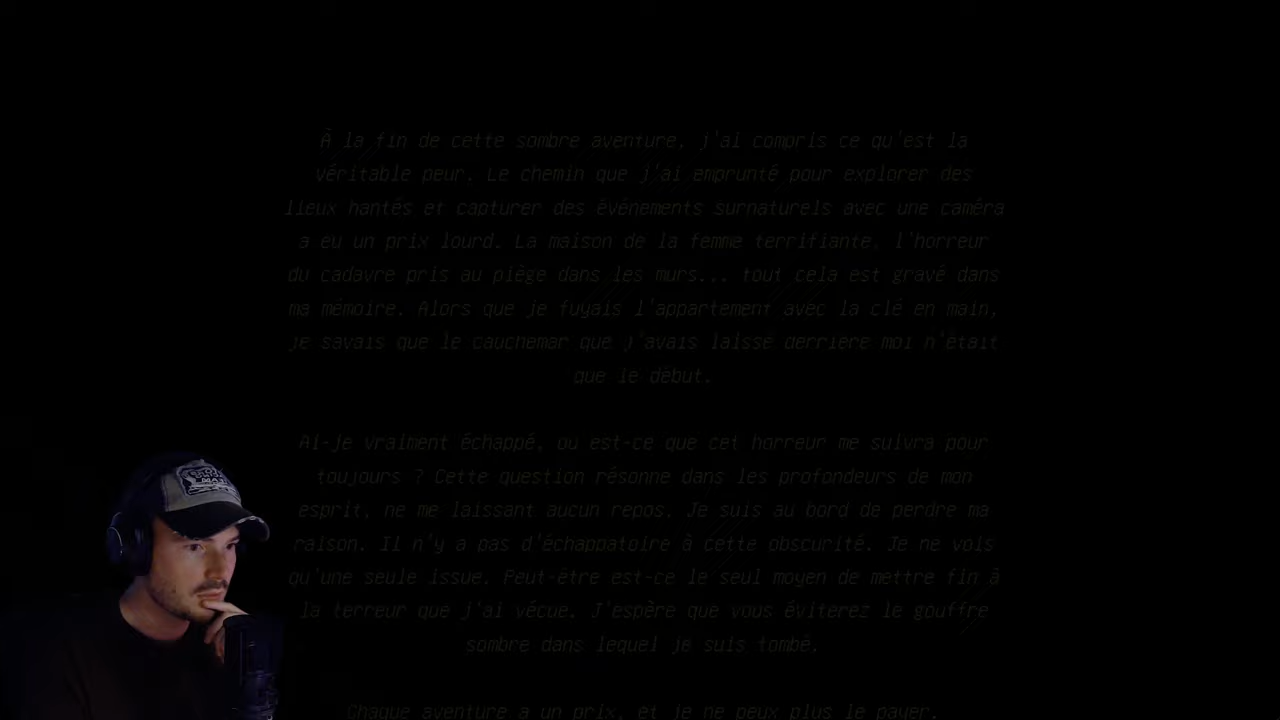 À la fin de cette sombre aventure, j'ai compris ce qu'est la
véritable peur. Le chemin que j'ai emprunté pour explorer des
lieux hantés et capturer des événements surnaturels avec une caméra
a eu un prix lourd. La maison de la femme terrifiante, l'horreur
du cadavre pris au piège dans les murs... tout cela est gravé dans
ma mémoire. Alors que je fuyais l'appartement avec la clé en main,
je savais que le cauchemar que j'avais laissé derrière moi n'était
que le début.
Ai-je vraiment échappé, ou est-ce que cet horreur me suivra pour
toujours ? Cette question résonne dans les profondeurs de mon
esprit, ne me laissant aucun repos. Je suis au bord de perdre ma
raison. Il n'y a pas d'échappatoire à cette obscurité. Je ne vois
qu'une seule issue. Peut-être est-ce le seul moyen de mettre fin à
la terreur que j'ai vécue. J'espère que vous éviterez le gouffre
sombre dans lequel je suis tombé.
Chaque aventure a un prix, et je ne peux plus le payer.